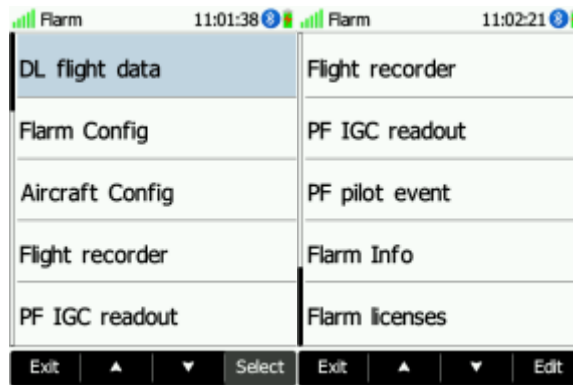 Flarm 11:01:38
DL flight data
Flarm Config
Aircraft Config
Flight recorder
PF IGC readout
Exit Select
Flarm 11:02:21
Flight recorder
PF IGC readout
PF pilot event
Flarm Info
Flarm licenses
Exit Edit